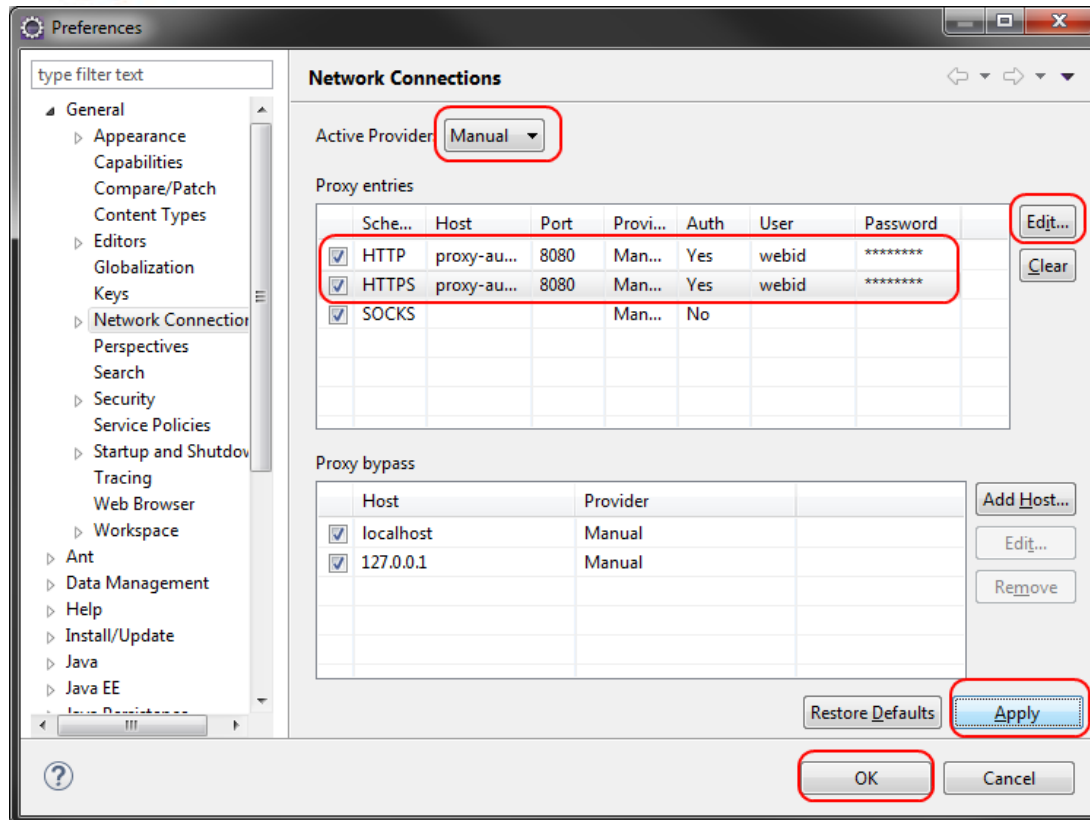 Preferences
type filter text
General
Appearance
Capabilities
Compare/Patch
Content Types
Editors
Globalization
Keys
Network Connection
Perspectives
Search
Security
Service Policies
Startup and Shutdov
Tracing
Web Browser
Workspace
Ant
Data Management
Help
Install/Update
Java
Java EE
Network Connections
Active Provider
Manual
Proxy entries
Sche... Host Port Provi... Auth User Password
HTTP proxy-au... 8080 Man... Yes webid ********
HTTPS proxy-au... 8080 Man... Yes webid ********
SOCKS Man... No
Edit...
Clear
Proxy bypass
Host Provider
localhost Manual
127.0.0.1 Manual
Add Host...
Edit...
Remove
Restore Defaults Apply
OK Cancel